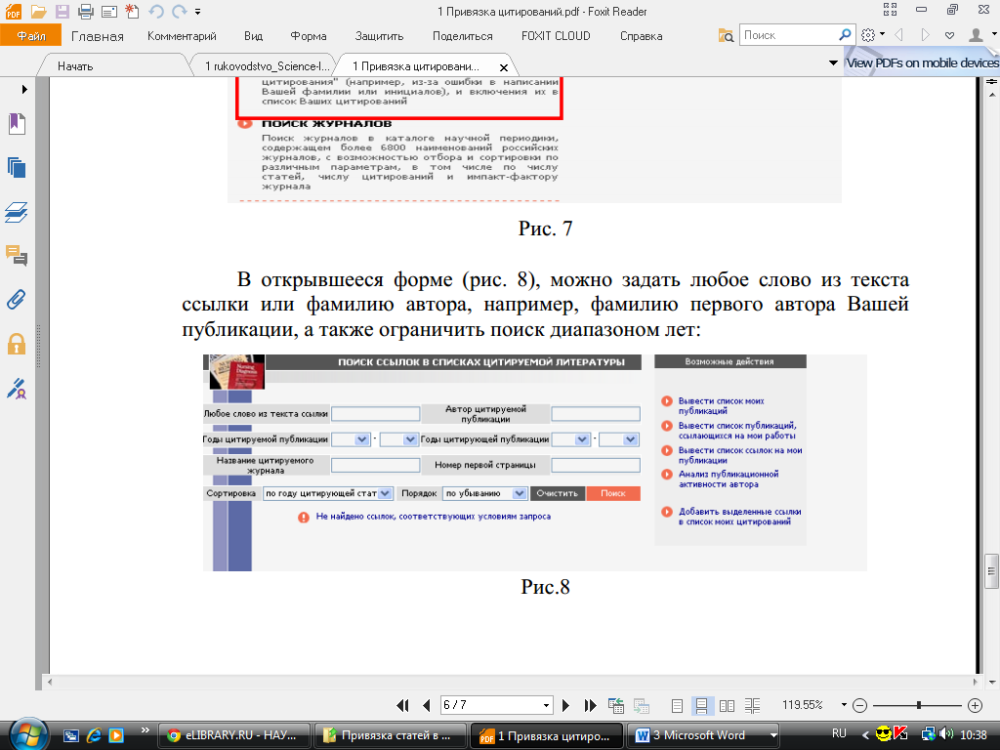 1 Привязка цитирований.pdf - Foxit Reader
Файл Главная Комментарий Вид Форма Защитить Поделиться FOXIT CLOUD Справка Поиск
Начать 1 rukovodstvo_Science-I... 1 Привязка цитировани... View PDFs on mobile devices
цитирования" (например, из-за ошибки в написании
Вашей фамилии или инициалов), и включения их в
список Ваших цитирований
ПОИСК ЖУРНАЛОВ
Поиск журналов в каталоге научной периодики,
содержащем более 6800 наименований российских
журналов, с возможностью отбора и сортировки по
различным параметрам, в том числе по числу
статей, числу цитирований и импакт-фактору
журнала
Рис. 7
В открывшееся форме (рис. 8), можно задать любое слово из текста
ссылки или фамилию автора, например, фамилию первого автора Вашей
публикации, а также ограничить поиск диапазоном лет:
ПОИСК ССЫЛОК В СПИСКАХ ЦИТИРУЕМОЙ ЛИТЕРАТУРЫ
Любое слово из текста ссылки
Автор цитируемой
публикации
Годы цитируемой публикации - Годы цитирующей публикации -
Название цитируемого
журнала
Номер первой страницы
Сортировка по году цитирующей стат Порядок по убыванию Очистить Поиск
Не найдено ссылок, соответствующих условиям запроса
Возможные действия
Вывести список моих
публикаций
Вывести список публикаций,
ссылающихся на мои работы
Вывести список ссылок на мои
публикации
Анализ публикационной
активности автора
Добавить выделенные ссылки
в список моих цитирований
Рис.8
6 / 7 119.55%
eLIBRARY.RU - НАУ... Привязка статей в ... 1 Привязка цитиро... 3 Microsoft Word RU 10:38